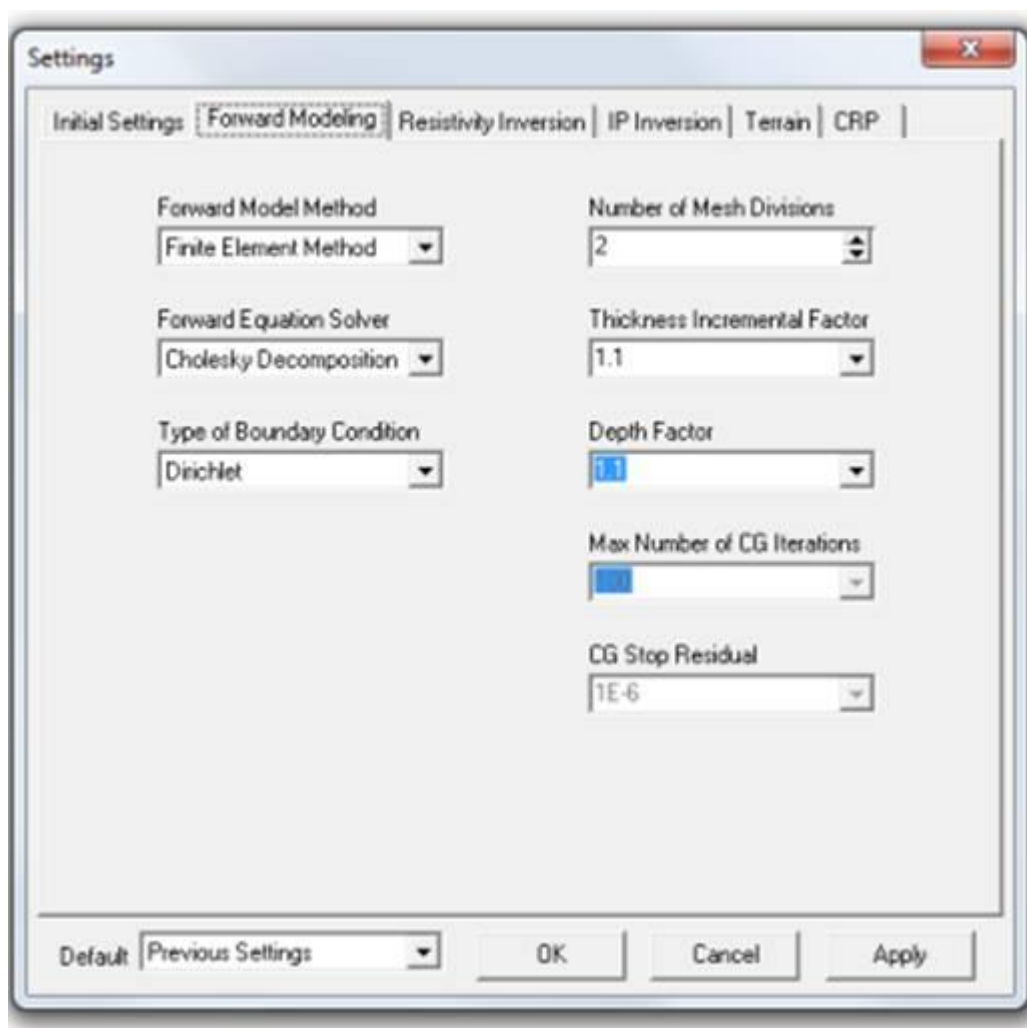 Settings
Initial Settings Forward Modeling Resistivity Inversion IP Inversion Terrain CRP
Forward Model Method
Finite Element Method
Forward Equation Solver
Cholesky Decomposition
Type of Boundary Condition
Dirichlet
Number of Mesh Divisions
2
Thickness Incremental Factor
1.1
Depth Factor
1.1
Max Number of CG Iterations
CG Stop Residual
1E-6
Default Previous Settings OK Cancel Apply